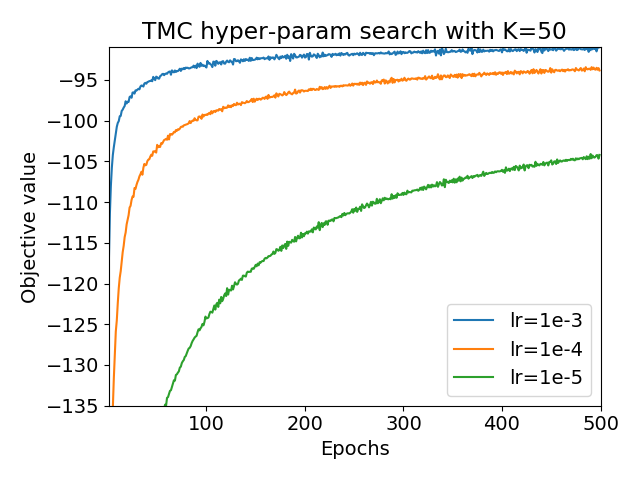 TMC hyper-param search with K=50
Objective value
−95
−100
−105
−110
−115
−120
−125
−130
−135
100
200
300
400
500
Epochs
lr=1e-3
lr=1e-4
lr=1e-5